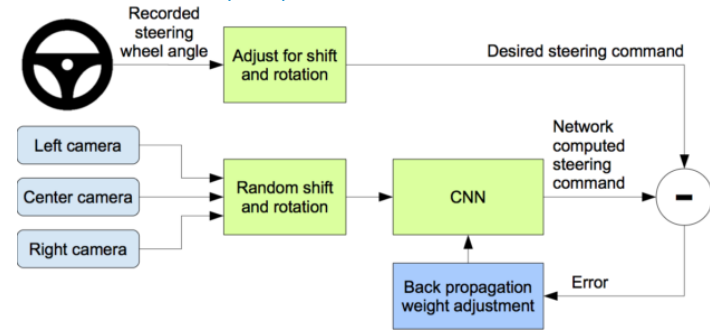 Recorded
steering
wheel angle
Adjust for shift
and rotation
Desired steering command
Left camera
Center camera
Right camera
Random shift
and rotation
CNN
Network
computed
steering
command
-
Back propagation
weight adjustment
Error